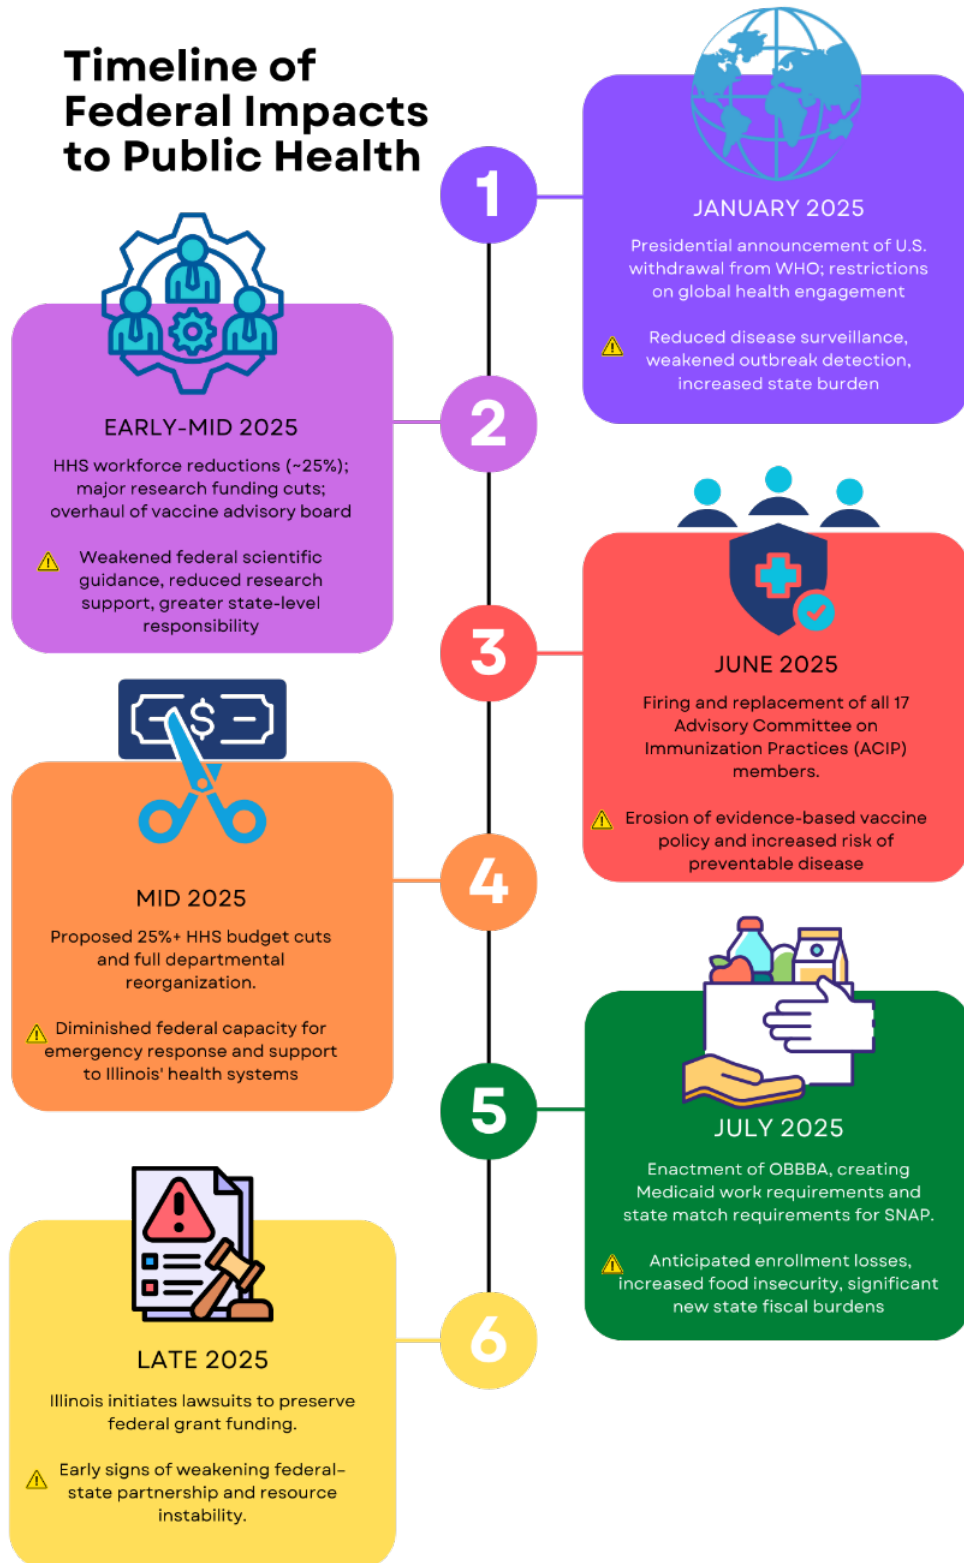 Timeline of
Federal Impacts
to Public Health
1
JANUARY 2025
Presidential announcement of U.S.
withdrawal from WHO; restrictions
on global health engagement
Reduced disease surveillance,
weakened outbreak detection,
increased state burden
2
EARLY-MID 2025
HHS workforce reductions (~25%);
major research funding cuts;
overhaul of vaccine advisory board
Weakened federal scientific
guidance, reduced research
support, greater state-level
responsibility
3
JUNE 2025
Firing and replacement of all 17
Advisory Committee on
Immunization Practices (ACIP)
members.
Erosion of evidence-based vaccine
policy and increased risk of
preventable disease
4
$
MID 2025
Proposed 25%+ HHS budget cuts
and full departmental
reorganization.
Diminished federal capacity for
emergency response and support
to Illinois' health systems
5
JULY 2025
Enactment of OBBBA, creating
Medicaid work requirements and
state match requirements for SNAP.
Anticipated enrollment losses,
increased food insecurity, significant
new state fiscal burdens
6
LATE 2025
Illinois initiates lawsuits to preserve
federal grant funding.
Early signs of weakening federal–
state partnership and resource
instability.